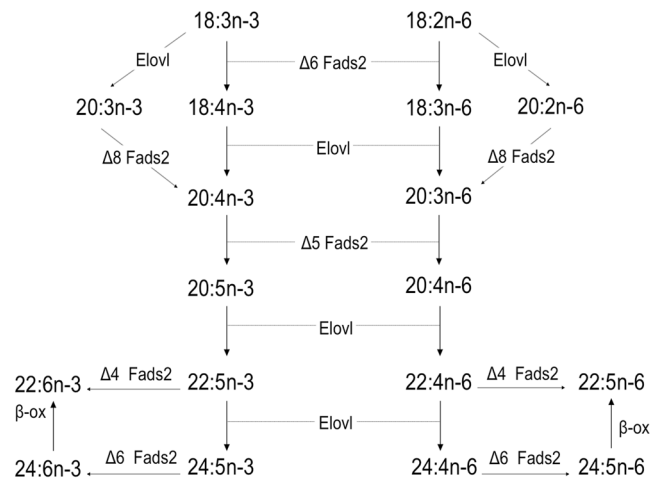 18:3n-3 18:2n-6
Elovl Δ6 Fads2 Elovl
20:3n-3 18:4n-3 18:3n-6 20:2n-6
Δ8 Fads2 Elovl Δ8 Fads2
20:4n-3 20:3n-6
Δ5 Fads2
20:5n-3 20:4n-6
Elovl
22:6n-3 Δ4 Fads2 22:5n-3 22:4n-6 Δ4 Fads2 22:5n-6
β-ox Elovl β-ox
24:6n-3 Δ6 Fads2 24:5n-3 24:4n-6 Δ6 Fads2 24:5n-6